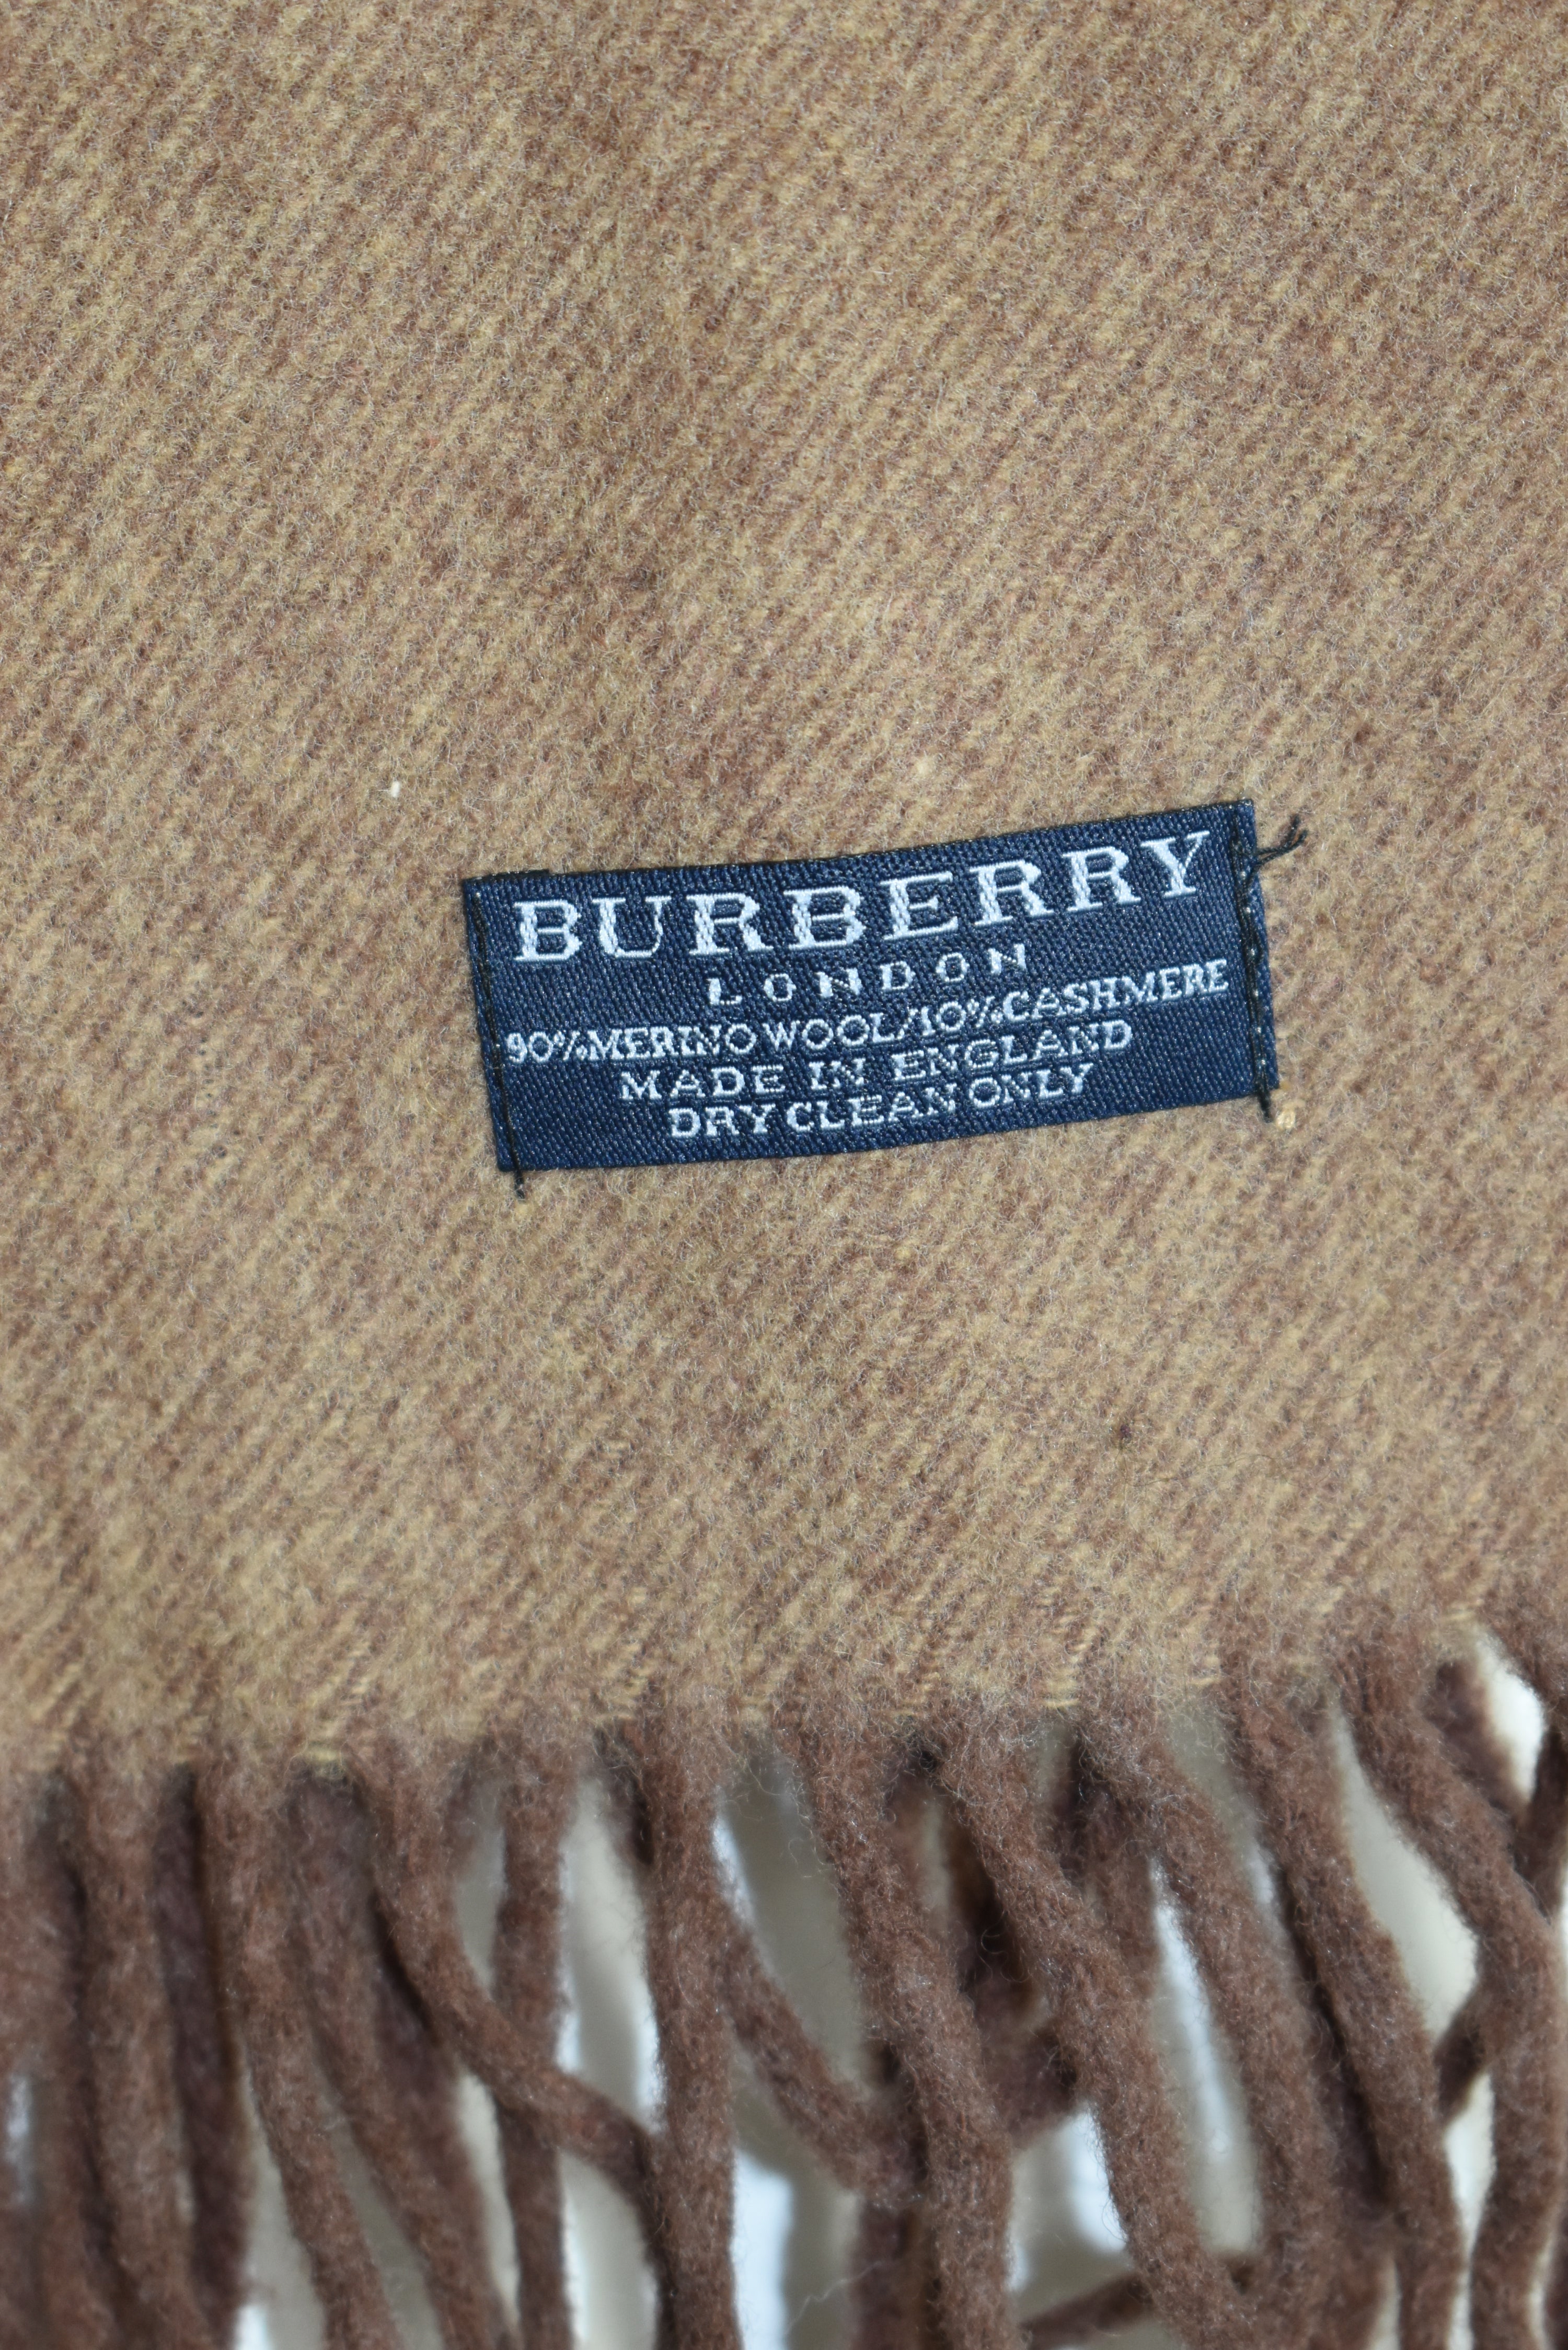 BURBERRY
LONDON
90%MERINO WOOL/10%CASHMERE
MADE IN ENGLAND
DRY CLEAN ONLY